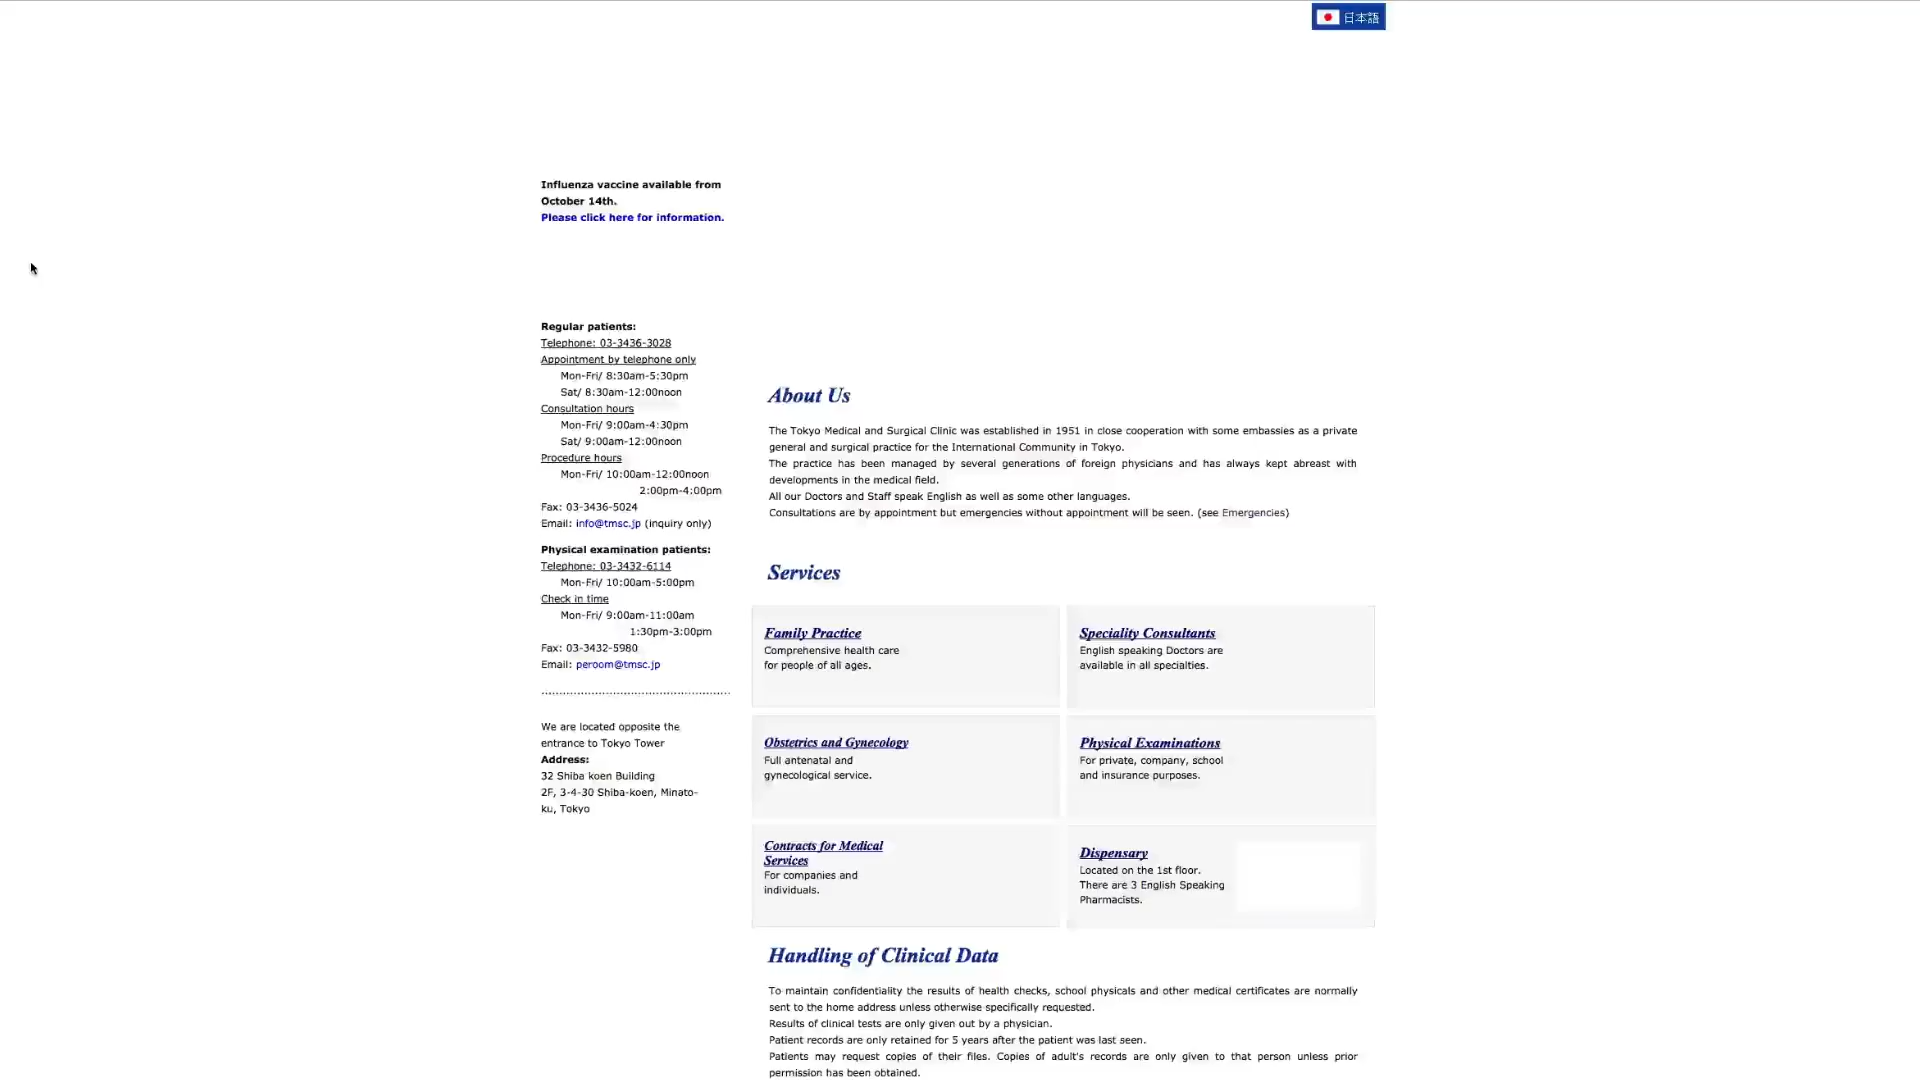 日本語
Influenza vaccine available from
October 14th.
Please click here for information.
Regular patients:
Telephone: 03-3436-3028
Appointment by telephone only
Mon-Fri/ 8:30am-5:30pm
Sat/ 8:30am-12:00noon
Consultation hours
Mon-Fri/ 9:00am-4:30pm
Sat/ 9:00am-12:00noon
Procedure hours
Mon-Fri/ 10:00am-12:00noon
2:00pm-4:00pm
Fax: 03-3436-5024
Email: info@tmsc.jp (inquiry only)
Physical examination patients:
Telephone: 03-3432-6114
Mon-Fri/ 10:00am-5:00pm
Check in time
Mon-Fri/ 9:00am-11:00am
1:30pm-3:00pm
Fax: 03-3432-5980
Email: peroom@tmsc.jp
We are located opposite the
entrance to Tokyo Tower
Address:
32 Shiba koen Building
2F, 3-4-30 Shiba-koen, Minato-
ku, Tokyo
About Us
The Tokyo Medical and Surgical Clinic was established in 1951 in close cooperation with some embassies as a private
general and surgical practice for the International Community in Tokyo.
The practice has been managed by several generations of foreign physicians and has always kept abreast with
developments in the medical field.
All our Doctors and Staff speak English as well as some other languages.
Consultations are by appointment but emergencies without appointment will be seen. (see Emergencies)
Services
Family Practice
Comprehensive health care
for people of all ages.
Speciality Consultants
English speaking Doctors are
available in all specialties.
Obstetrics and Gynecology
Full antenatal and
gynecological service.
Physical Examinations
For private, company, school
and insurance purposes.
Contracts for Medical
Services
For companies and
individuals.
Dispensary
Located on the 1st floor.
There are 3 English Speaking
Pharmacists.
Handling of Clinical Data
To maintain confidentiality the results of health checks, school physicals and other medical certificates are normally
sent to the home address unless otherwise specifically requested.
Results of clinical tests are only given out by a physician.
Patient records are only retained for 5 years after the patient was last seen.
Patients may request copies of their files. Copies of adult's records are only given to that person unless prior
permission has been obtained.